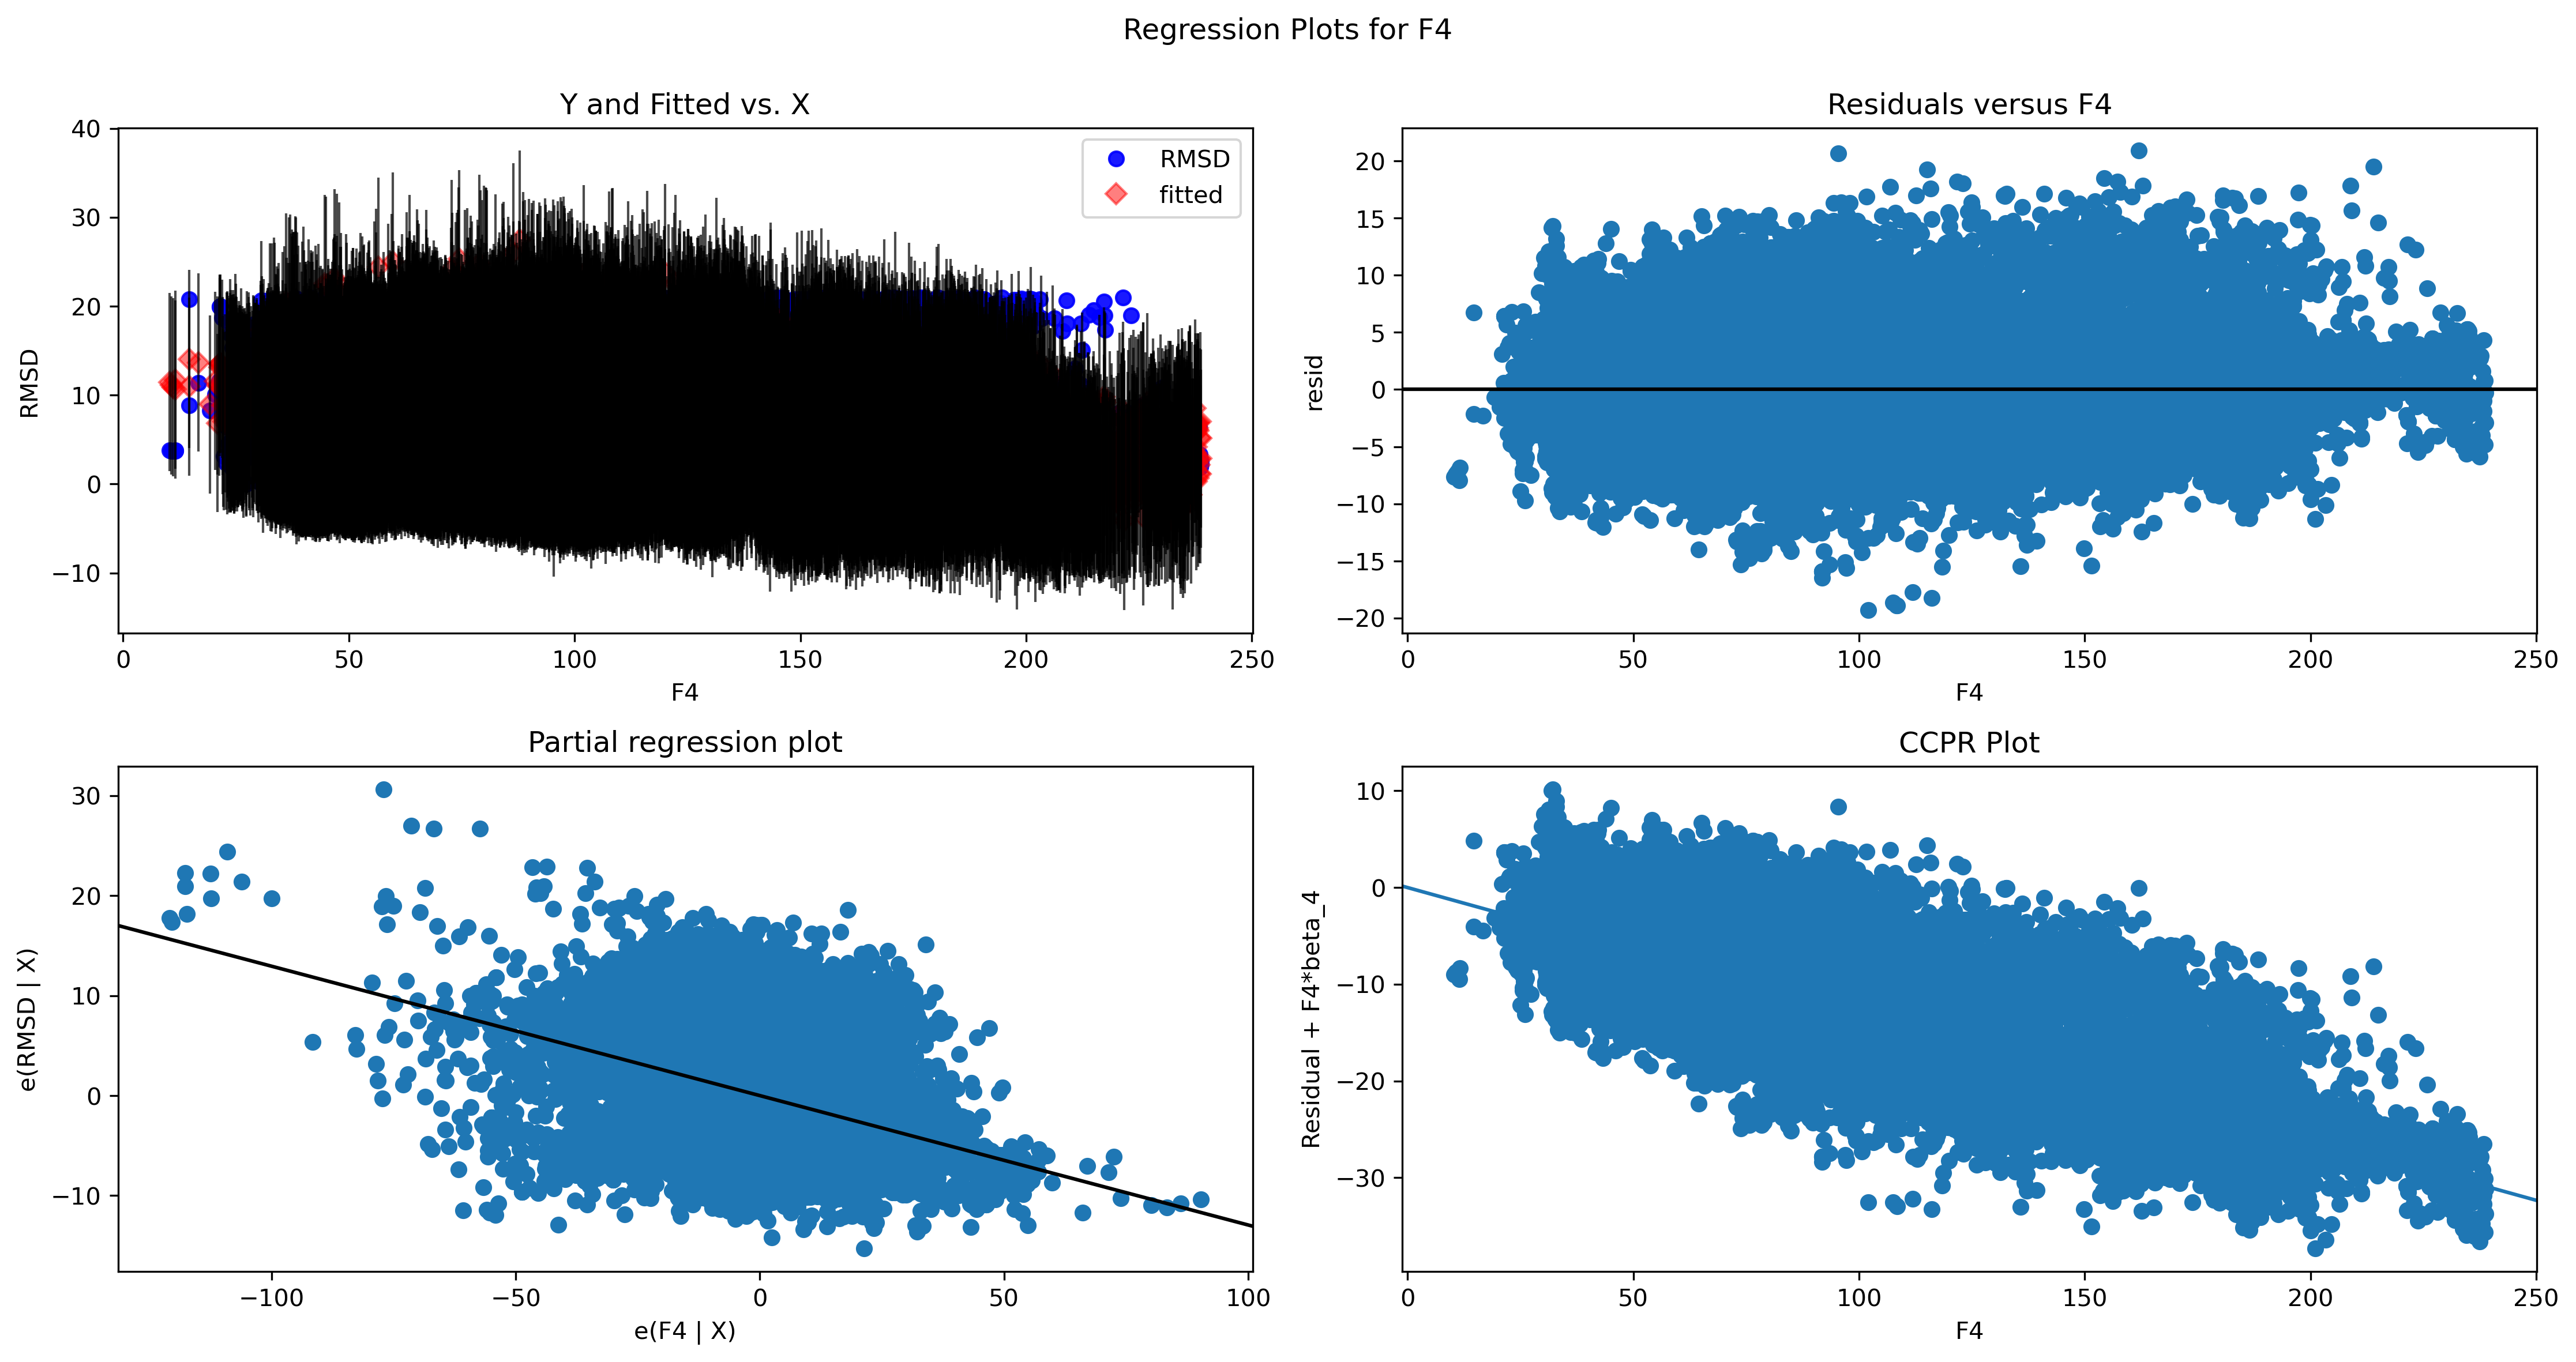 Regression Plots for F4
Y and Fitted vs. X
40
30
20
10
0
−10
RMSD
RMSD
fitted
0 50 100 150 200 250
F4
Residuals versus F4
20
15
10
5
0
−5
−10
−15
−20
resid
0 50 100 150 200 250
F4
Partial regression plot
30
20
10
0
−10
e(RMSD | X)
−100 −50 0 50 100
e(F4 | X)
CCPR Plot
10
0
−10
−20
−30
Residual + F4*beta_4
0 50 100 150 200 250
F4